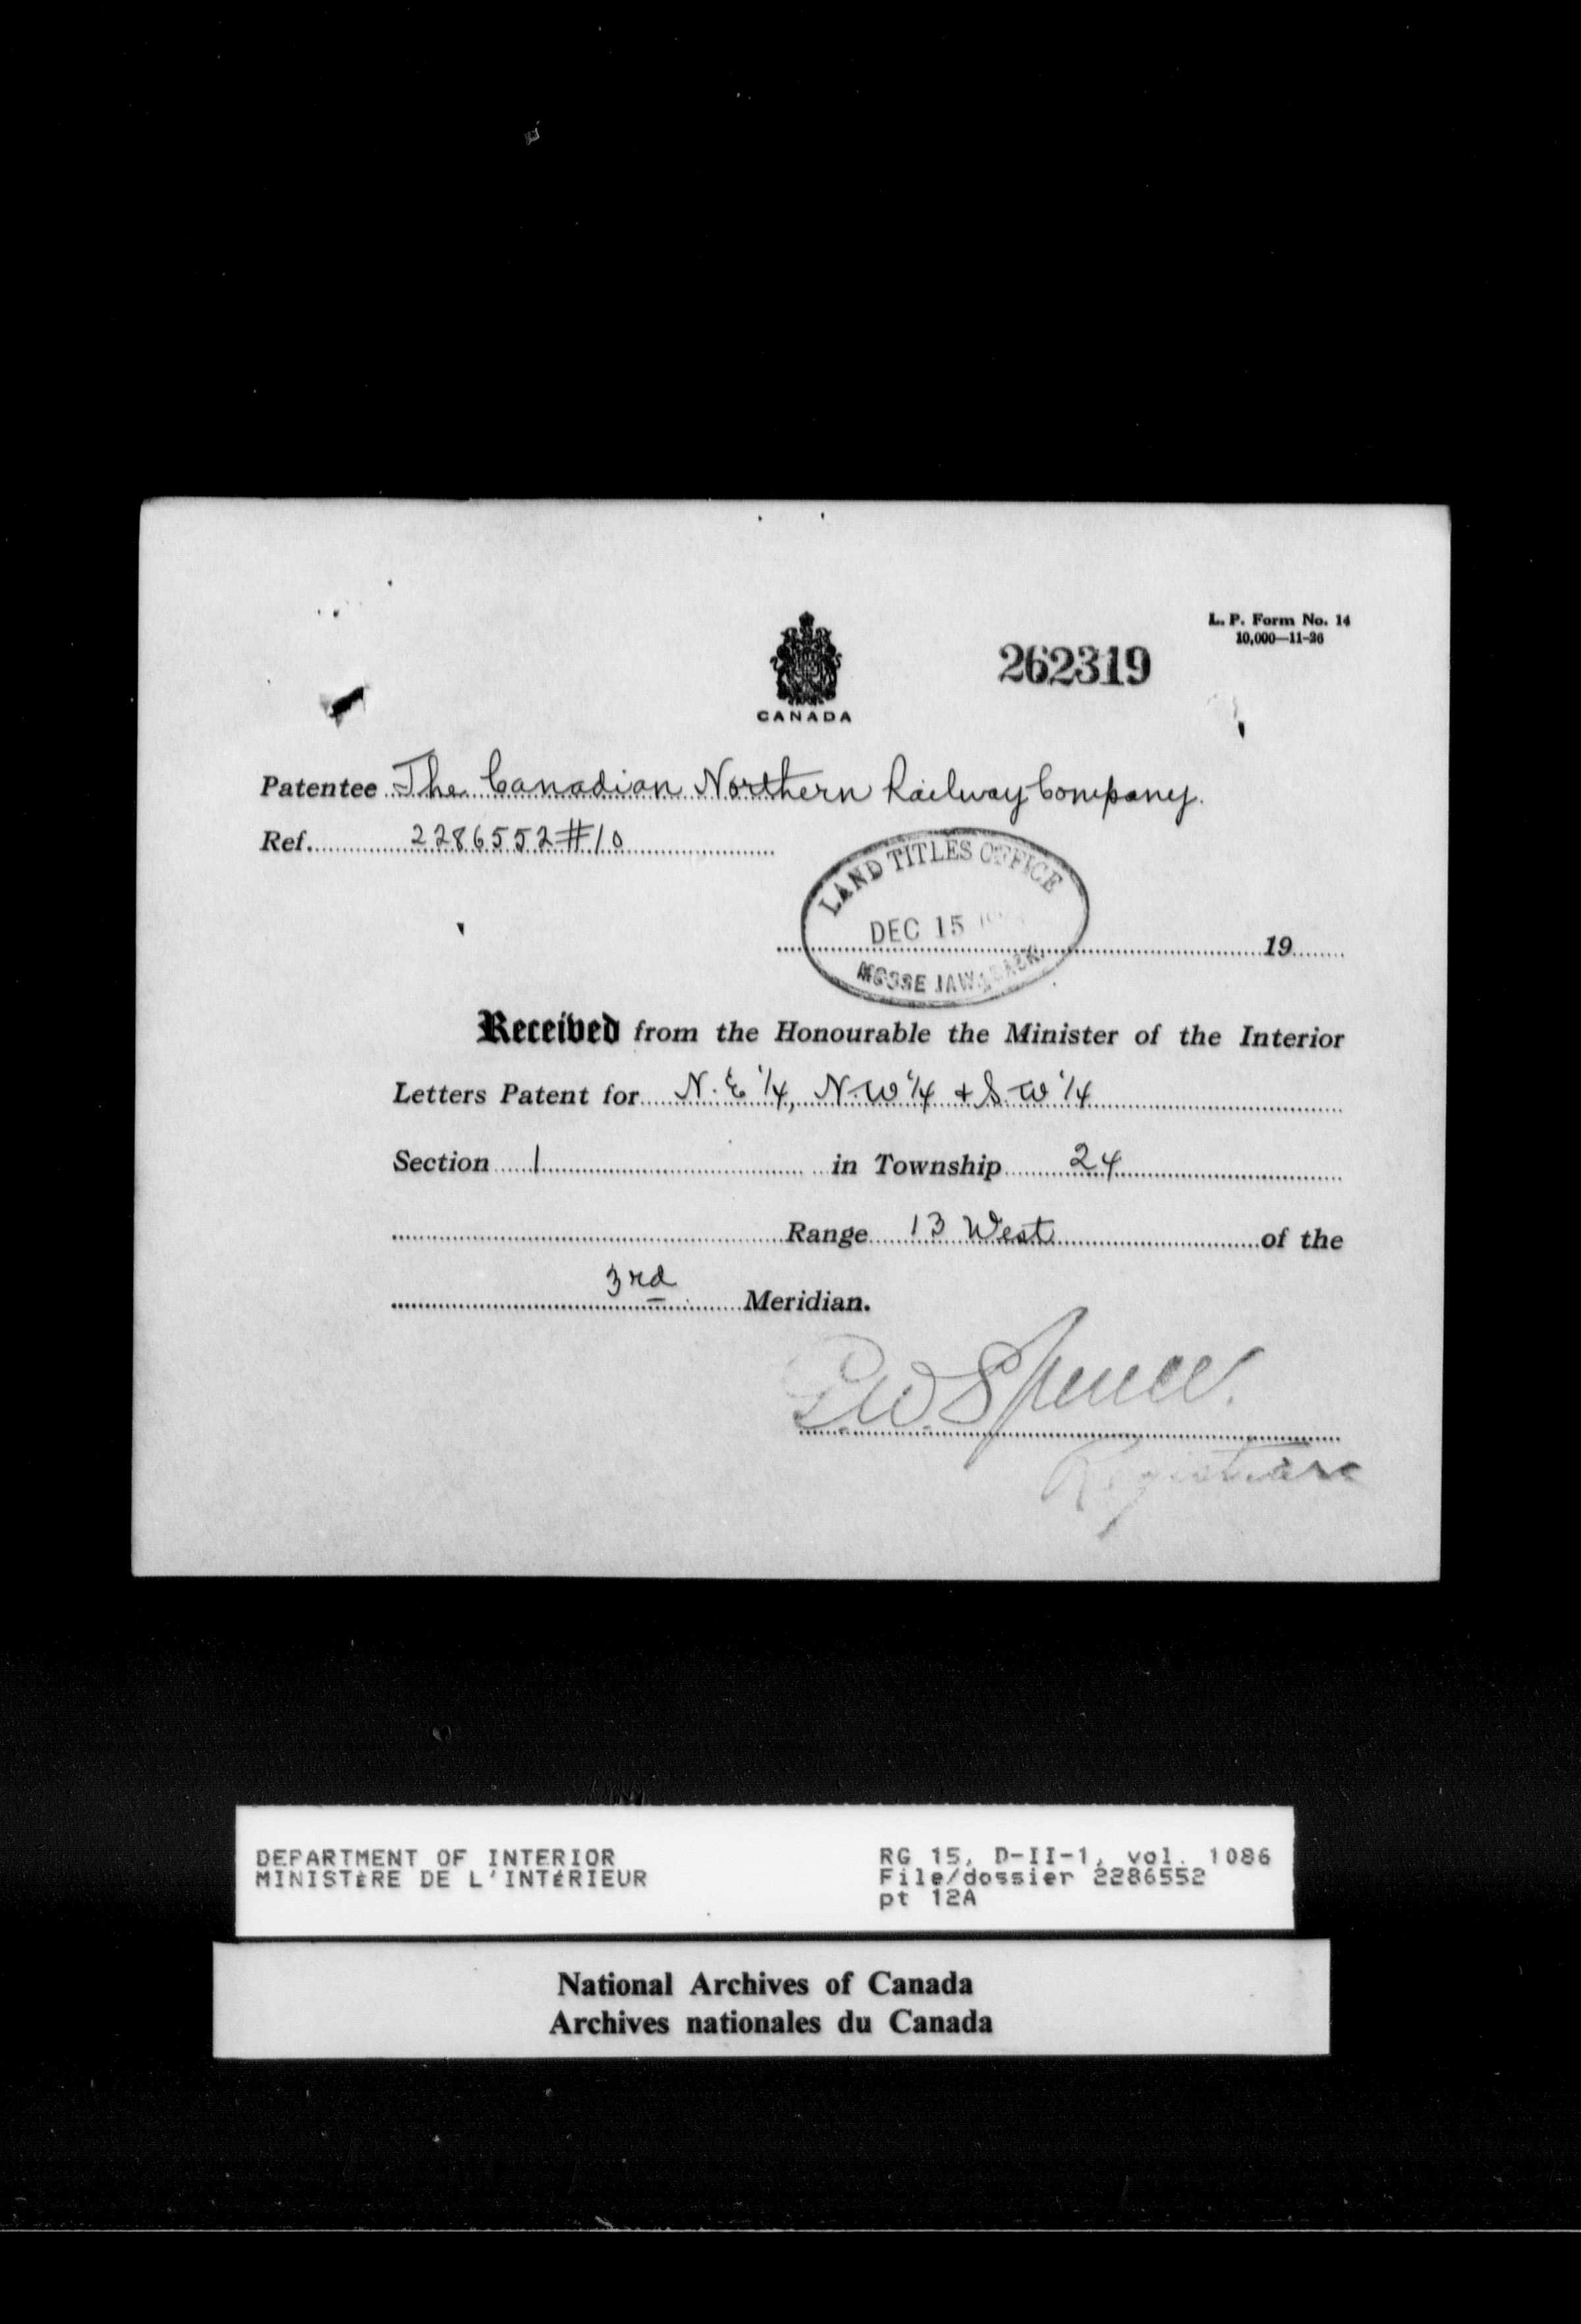 L. P. Form No. 14
10,000—11-26
262319
CANADA
Patentee The Canadian Northern Railway Company.
Ref. 2286552#10
LAND TITLES OFFICE
DEC 15
MOOSE JAW, SASK.
19
Received from the Honourable the Minister of the Interior
Letters Patent for N.E 1/4, N.W 1/4 + S.W 1/4
Section 1 in Township 24
Range 13 West of the
3rd Meridian.
G.W. Spence.
Registrar
DEPARTMENT OF INTERIOR
MINISTÈRE DE L'INTÉRIEUR
RG 15, D-II-1, vol. 1086
File/dossier 2286552
pt 12A
National Archives of Canada
Archives nationales du Canada